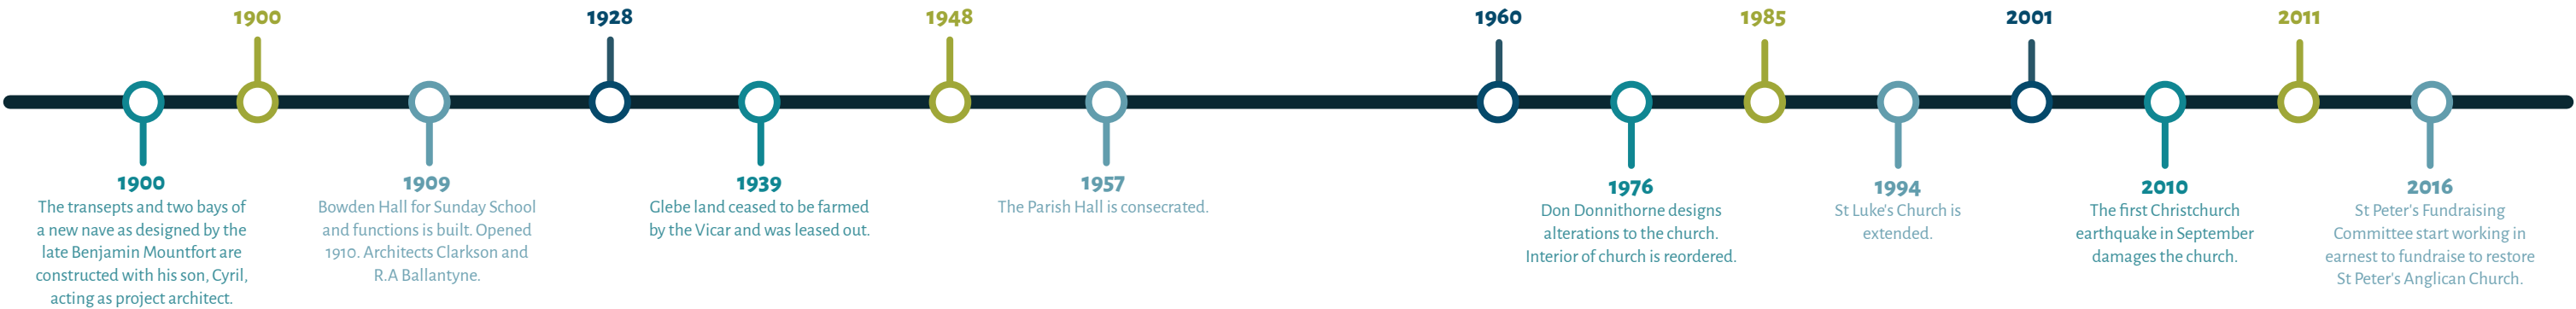 1900
1928
1948
1960
1985
2001
2011
1900
The transepts and two bays of
a new nave as designed by the
late Benjamin Mountfort are
constructed with his son, Cyril,
acting as project architect.
1909
Bowden Hall for Sunday School
and functions is built. Opened
1910. Architects Clarkson and
R.A Ballantyne.
1939
Glebe land ceased to be farmed
by the Vicar and was leased out.
1957
The Parish Hall is consecrated.
1976
Don Donnithorne designs
alterations to the church.
Interior of church is reordered.
1994
St Luke's Church is
extended.
2010
The first Christchurch
earthquake in September
damages the church.
2016
St Peter's Fundraising
Committee start working in
earnest to fundraise to restore
St Peter's Anglican Church.